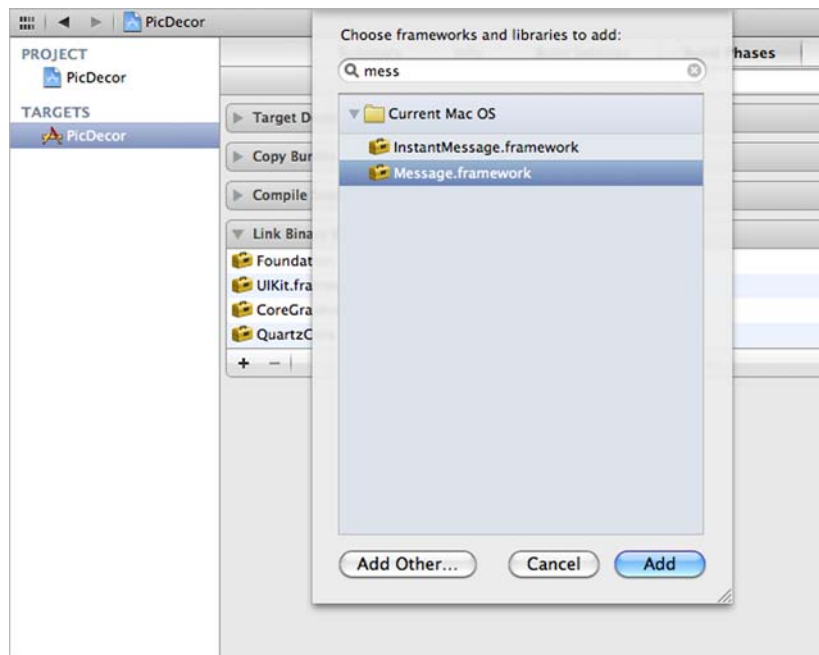 PicDecor
Choose frameworks and libraries to add:
PROJECT
hases
PicDecor
mess
TARGETS
Target D
Current Mac OS
PicDecor
InstantMessage.framework
Copy Bu
Message.framework
Compile
Link Bina
Foundat
UIKit.fra
CoreGra
QuartzC
+ -
Add Other...
Cancel
Add